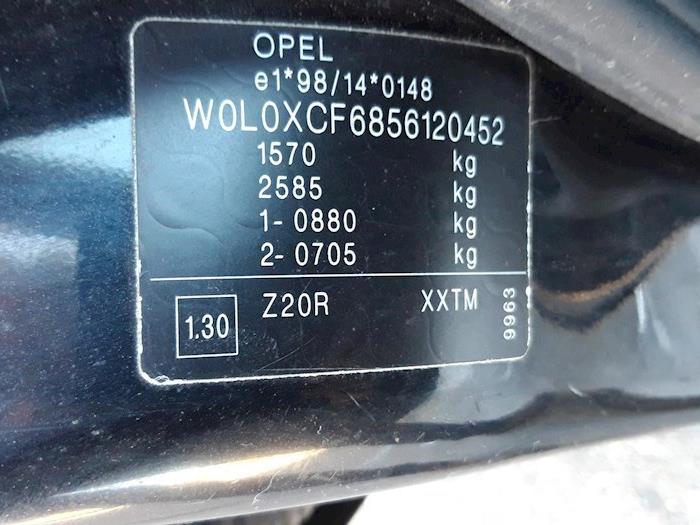 OPEL
e1*98/14*0148
W0L0XCF6856120452
1570 kg
2585 kg
1- 0880 kg
2- 0705 kg
1.30 Z20R XXTM 9963